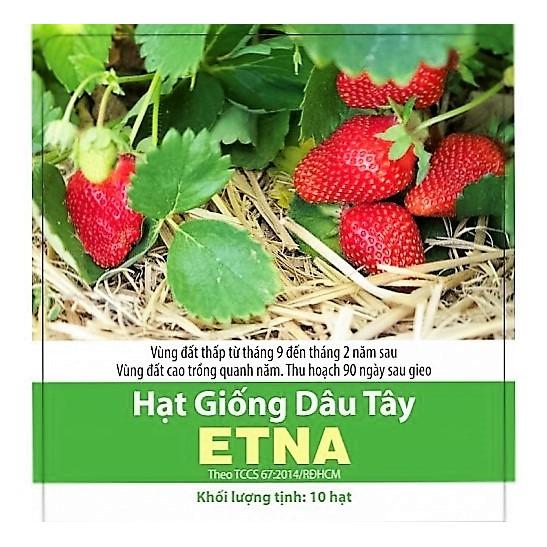 Vùng đất thấp từ tháng 9 đến tháng 2 năm sau
Vùng đất cao trồng quanh năm. Thu hoạch 90 ngày sau gieo
Hạt Giống Dâu Tây
ETNA
Theo TCCS 67:2014/RĐHCM
Khối lượng tịnh: 10 hạt